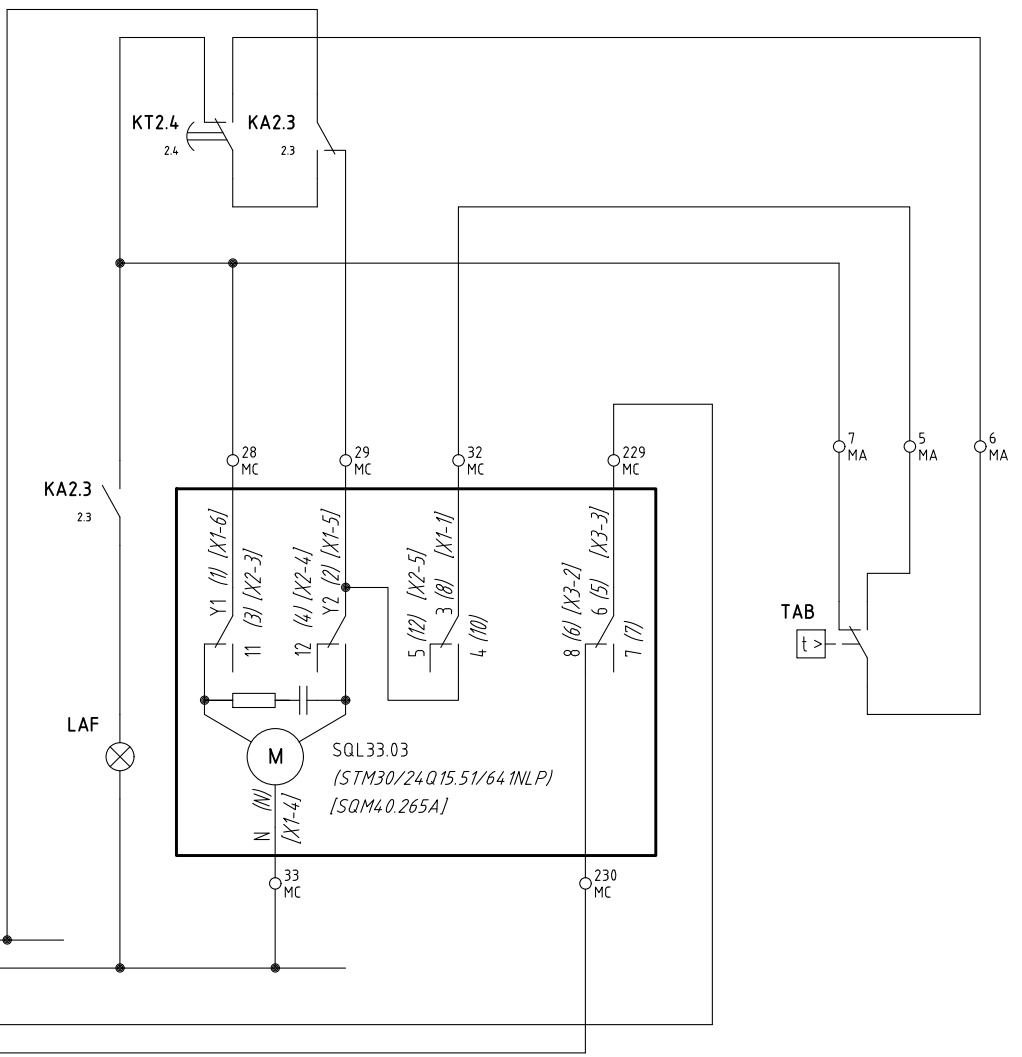 KT2.4
2.4
KA2.3
2.3
28
MC
29
MC
32
MC
229
MC
7
MA
5
MA
6
MA
KA2.3
2.3
Y1 (1) [X1-6]
11 (3) [X2-3]
12 (4) [X2-4]
Y2 (2) [X1-5]
5 (12) [X2-5]
3 (8) [X1-1]
4 (10)
8 (6) [X3-2]
6 (5) [X3-3]
7 (7)
TAB
t >
LAF
M
SQL33.03
(STM30/24Q15.51/641NLP)
[SQM40.265A]
N (N)
[X1-4]
33
MC
230
MC